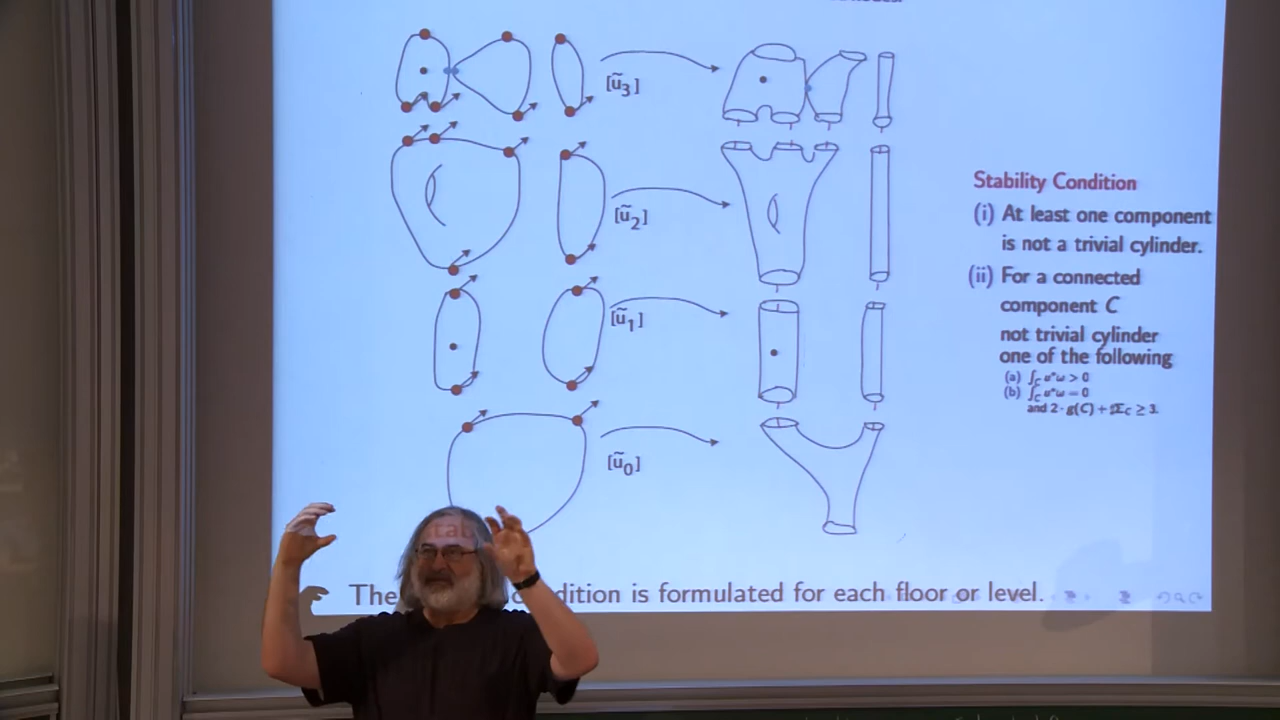 [ũ₃]
[ũ₂]
[ũ₁]
[ũ₀]
Stability Condition
(i) At least one component
is not a trivial cylinder.
(ii) For a connected
component C
not trivial cylinder
one of the following
(a) ∫_C u*ω > 0
(b) ∫_C u*ω = 0
and 2·g(C) + ♯Σ_C ≥ 3.
The
dition is formulated for each floor or level.